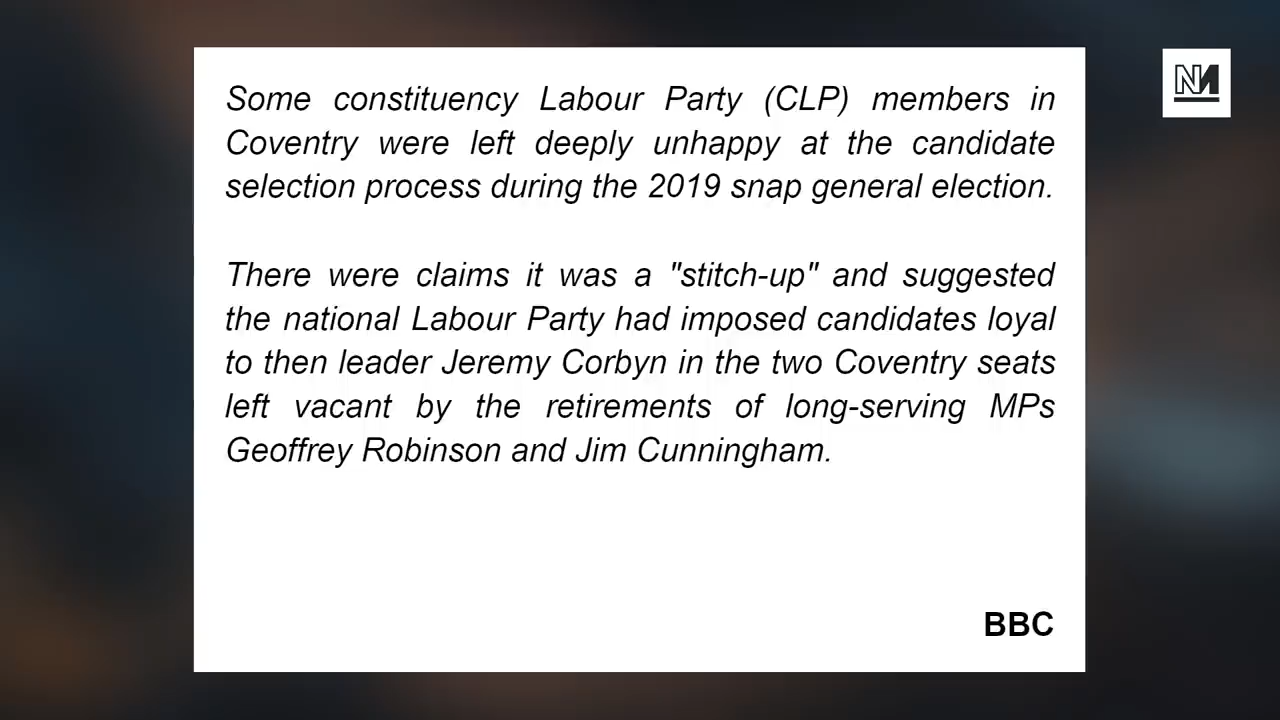 Some constituency Labour Party (CLP) members in
Coventry were left deeply unhappy at the candidate
selection process during the 2019 snap general election.
There were claims it was a "stitch-up" and suggested
the national Labour Party had imposed candidates loyal
to then leader Jeremy Corbyn in the two Coventry seats
left vacant by the retirements of long-serving MPs
Geoffrey Robinson and Jim Cunningham.
BBC
NM